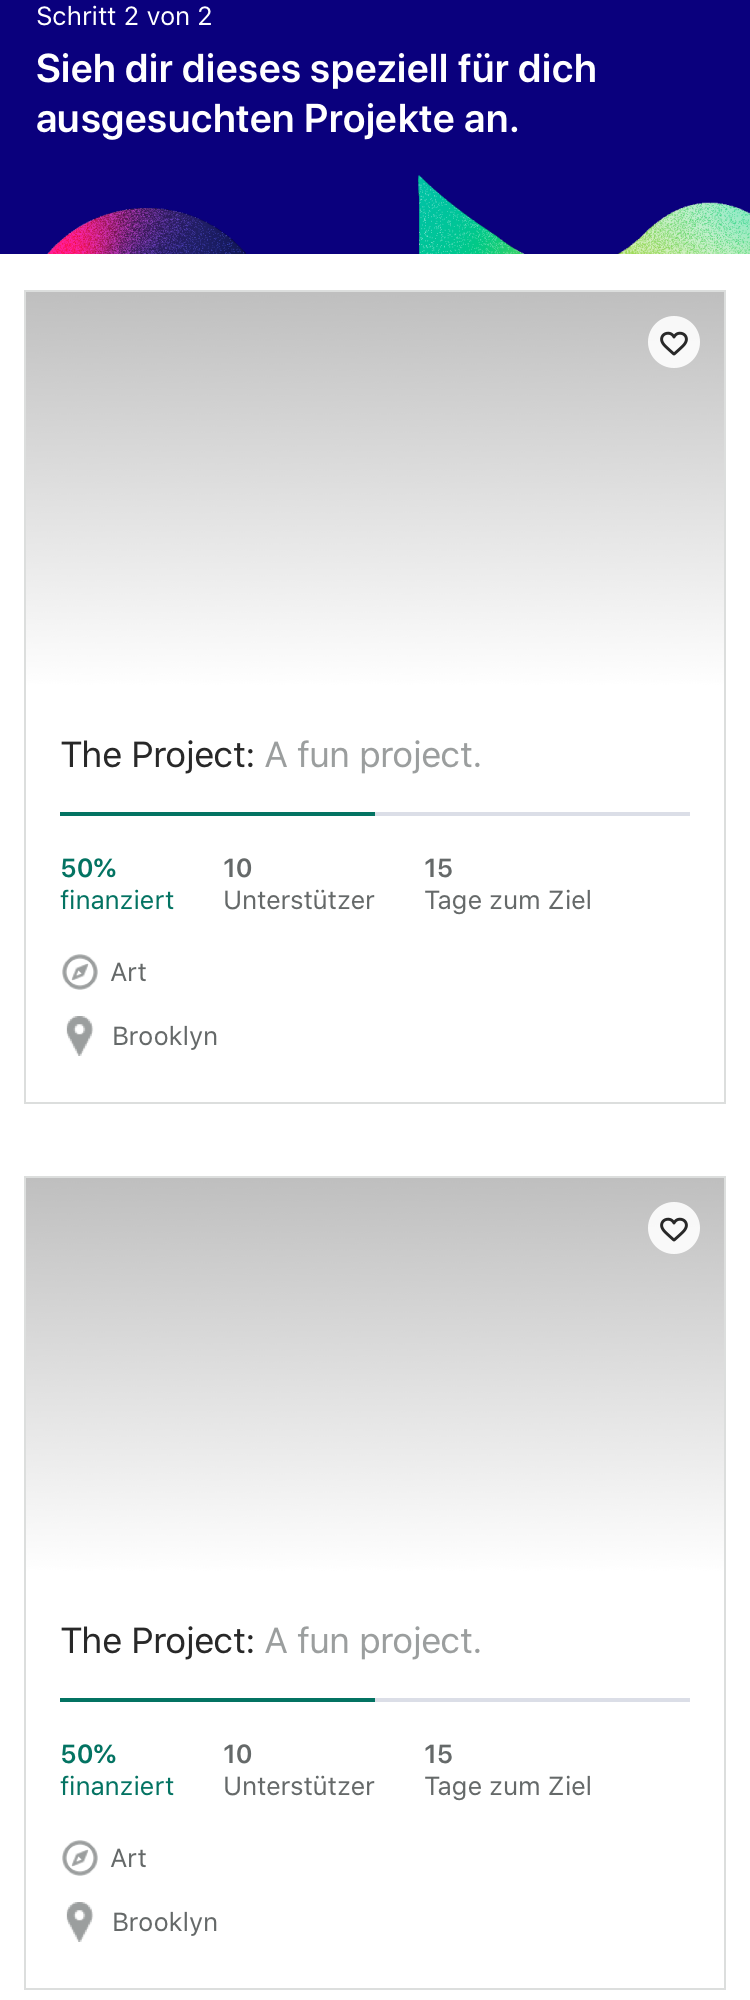 Schritt 2 von 2
Sieh dir dieses speziell für dich
ausgesuchten Projekte an.
The Project: A fun project.
50% 10 15
finanziert Unterstützer Tage zum Ziel
Art
Brooklyn
The Project: A fun project.
50% 10 15
finanziert Unterstützer Tage zum Ziel
Art
Brooklyn